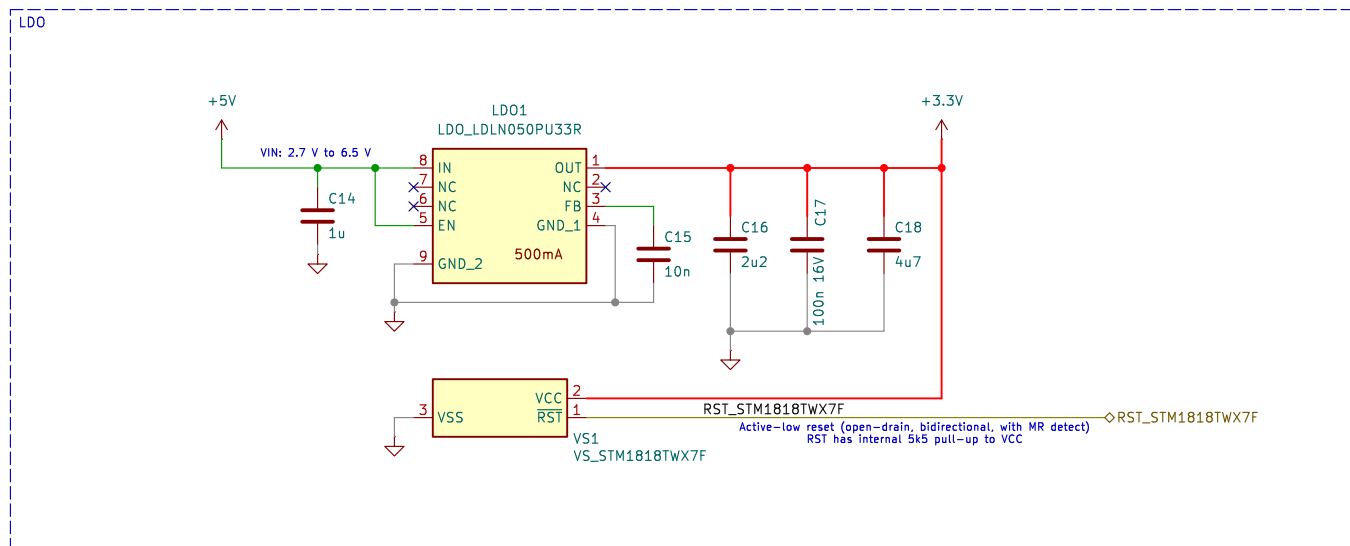 LDO
+5V
+3.3V
LDO1
LDO_LDLN050PU33R
VIN: 2.7 V to 6.5 V
8 IN
OUT 1
7 NC
NC 2
6 NC
FB 3
5 EN
GND_1 4
9 GND_2
500mA
C14
1u
C15
10n
C16
2u2
C17
100n 16V
C18
4u7
VCC 2
3 VSS
RST 1
RST_STM1818TWX7F
RST_STM1818TWX7F
Active-low reset (open-drain, bidirectional, with MR detect)
RST has internal 5k5 pull-up to VCC
VS1
VS_STM1818TWX7F